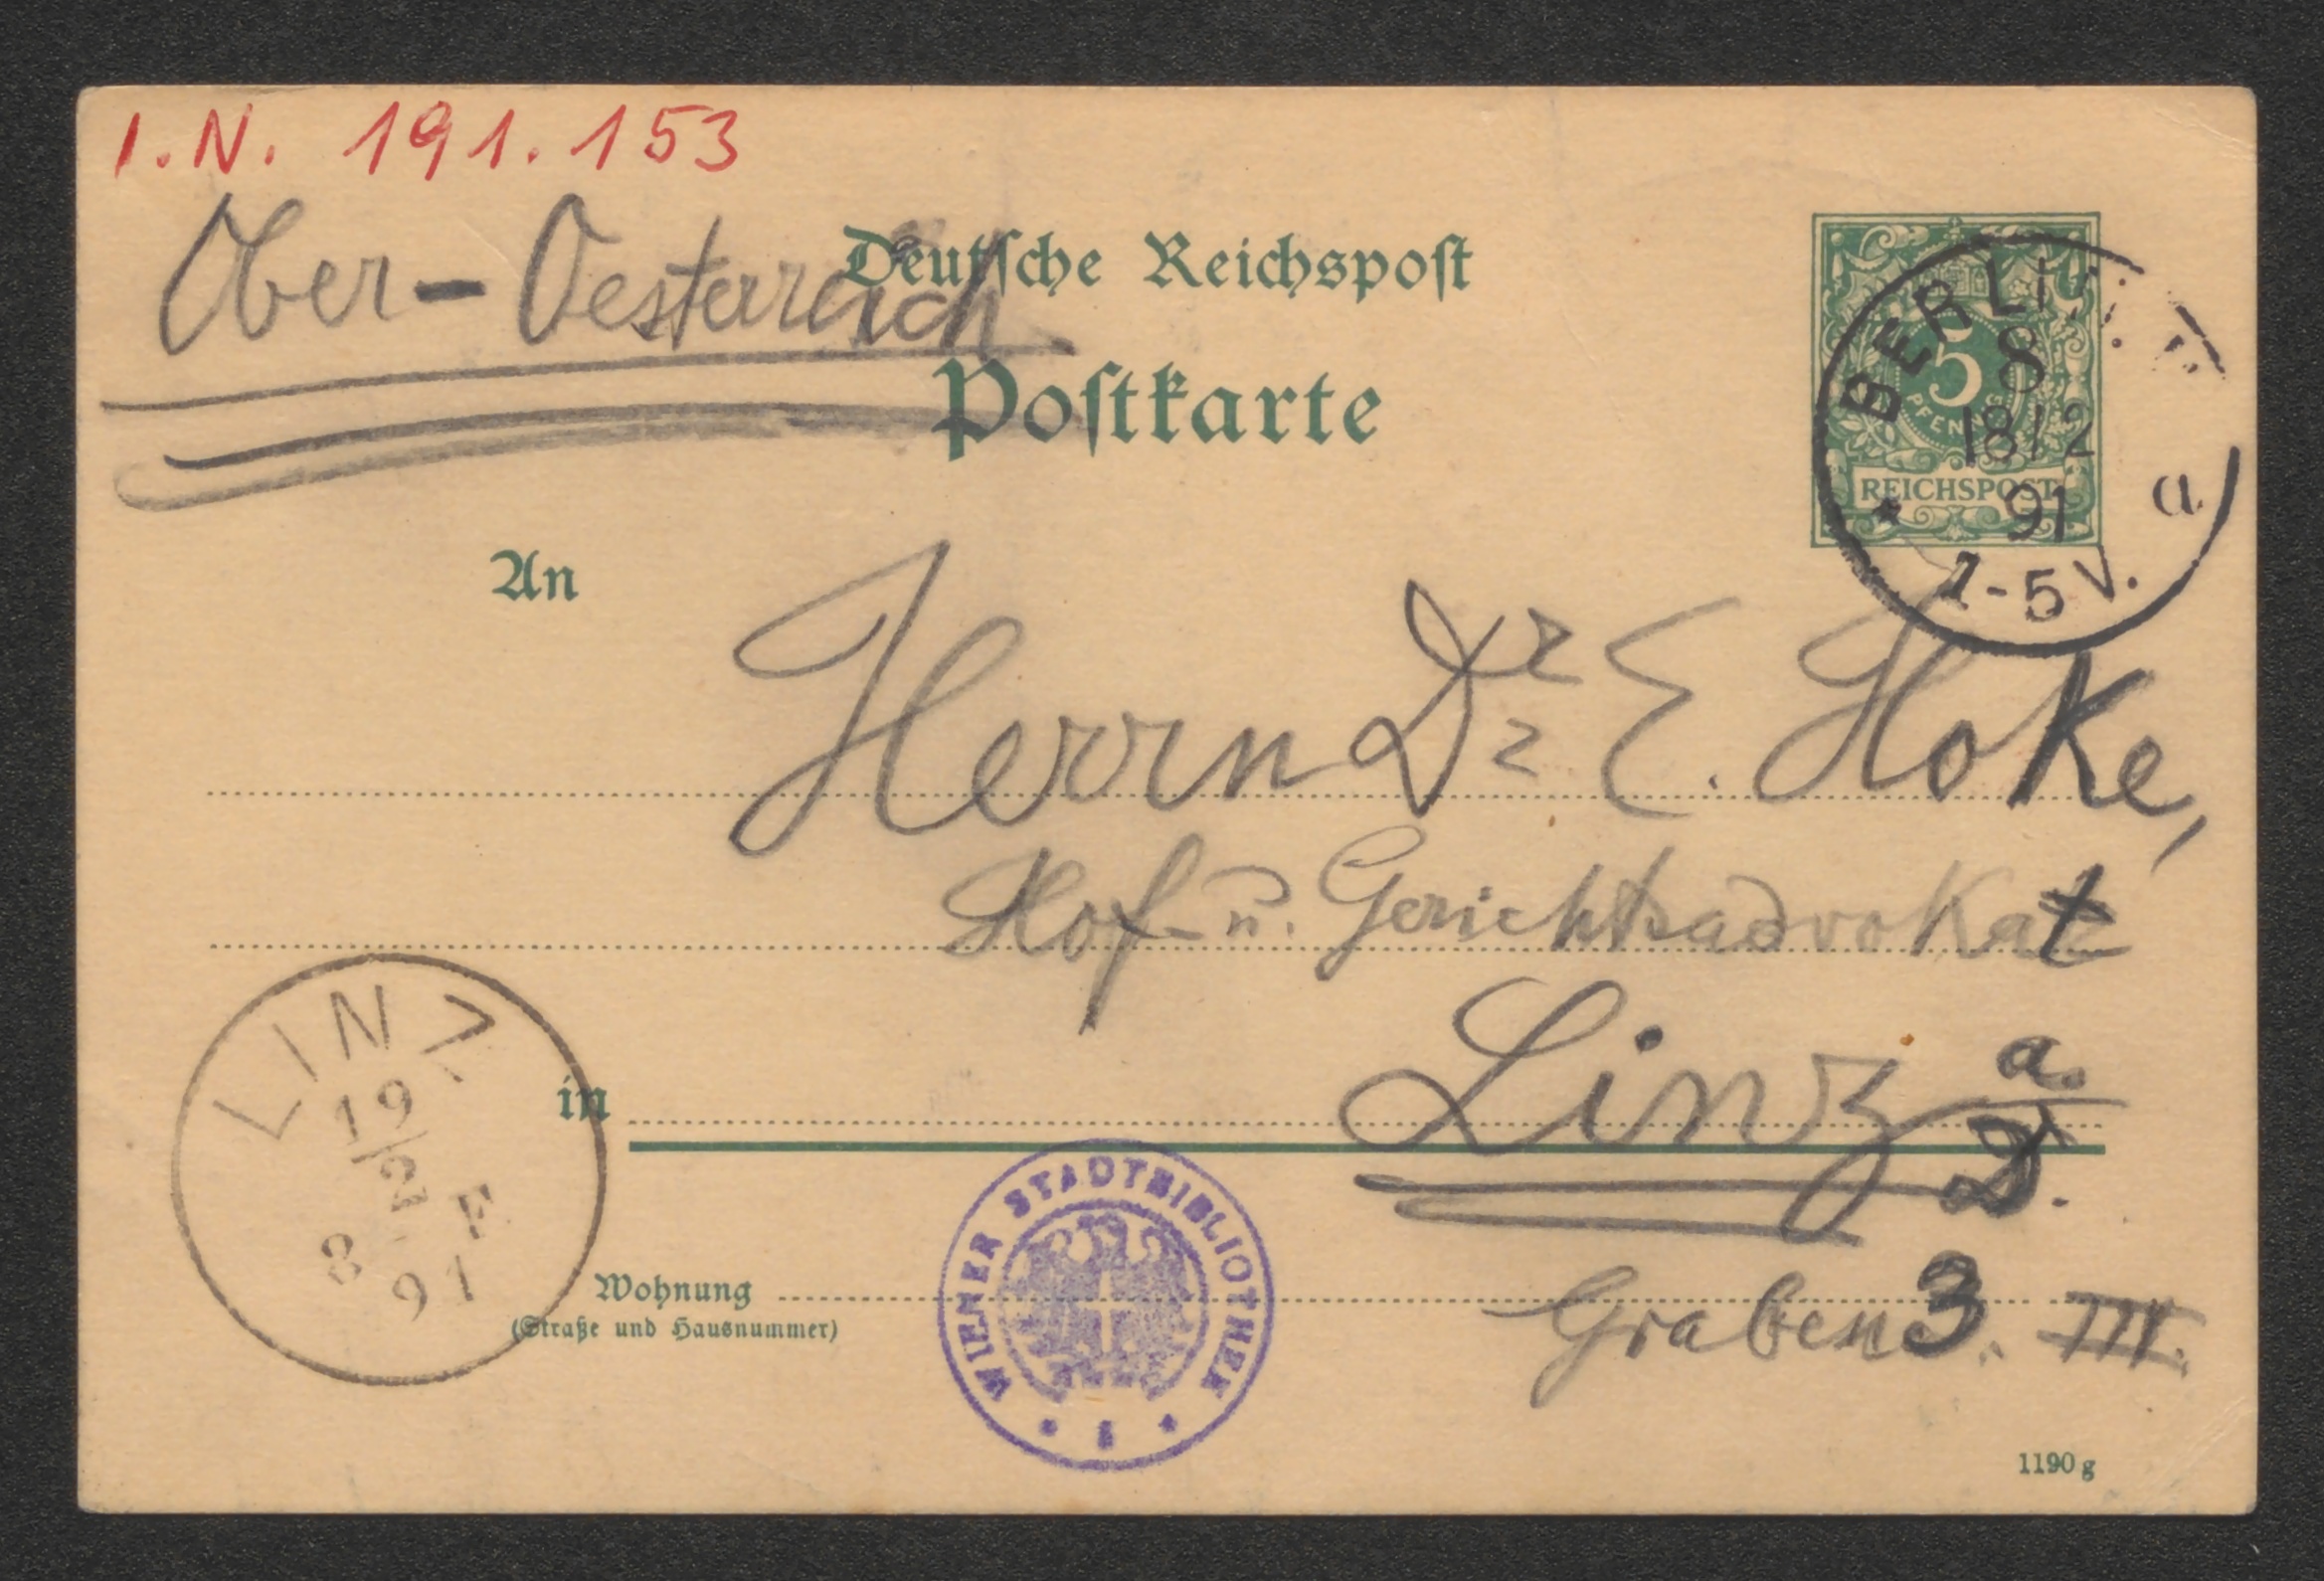 I.N. 191.153
Ober-Oesterreich
Deutsche Reichspost
Postkarte
5
PFENNIG
REICHSPOST
BERLIN
8
18/2
91
a
7-5V.
An
Herrn Dr. E. Hoke,
Hof- u. Gerichtsadvokat
in Linz a. D.
LINZ
19/2
8 F
91
Wohnung
Graben 3. III.
(Straße und Hausnummer)
WIENER STADTBIBLIOTHEK
1190 g